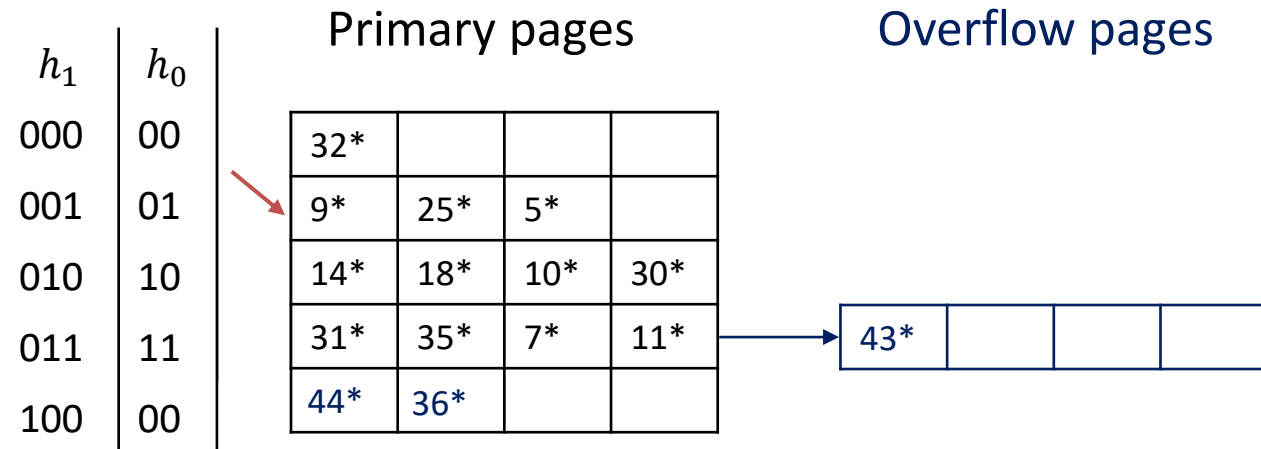 Primary pages Overflow pages
h₁ h₀
000 00 32*
001 01 9* 25* 5*
010 10 14* 18* 10* 30*
011 11 31* 35* 7* 11* 43*
100 00 44* 36*